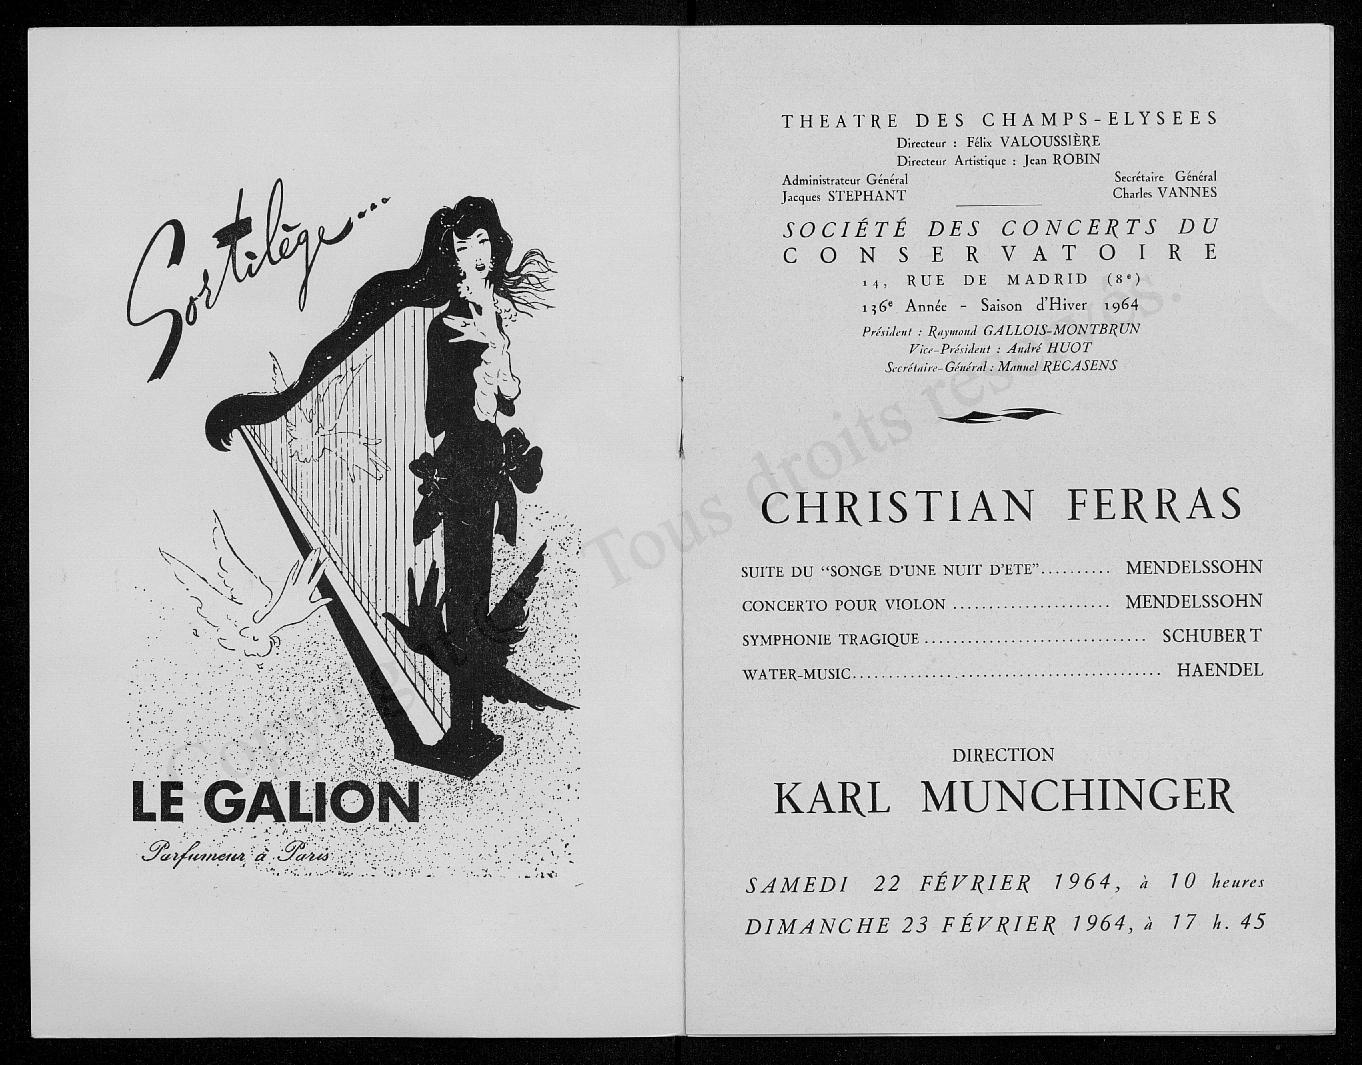 Sortilège...
LE GALION
Parfumeur à Paris
THEATRE DES CHAMPS-ELYSEES
Directeur : Félix VALOUSSIÈRE
Directeur Artistique : Jean ROBIN
Administrateur Général
Jacques STEPHANT
Secrétaire Général
Charles VANNES
SOCIÉTÉ DES CONCERTS DU
CONSERVATOIRE
14, RUE DE MADRID (8e)
136e Année - Saison d'Hiver 1964
Président : Raymond GALLOIS-MONTBRUN
Vice-Président : André HUOT
Secrétaire-Général : Manuel RECASENS
CHRISTIAN FERRAS
SUITE DU "SONGE D'UNE NUIT D'ETE".......... MENDELSSOHN
CONCERTO POUR VIOLON ...................... MENDELSSOHN
SYMPHONIE TRAGIQUE ............................... SCHUBERT
WATER-MUSIC........................................... HAENDEL
DIRECTION
KARL MUNCHINGER
SAMEDI 22 FÉVRIER 1964, à 10 heures
DIMANCHE 23 FÉVRIER 1964, à 17 h. 45
Copyright © Tous droits réservés.